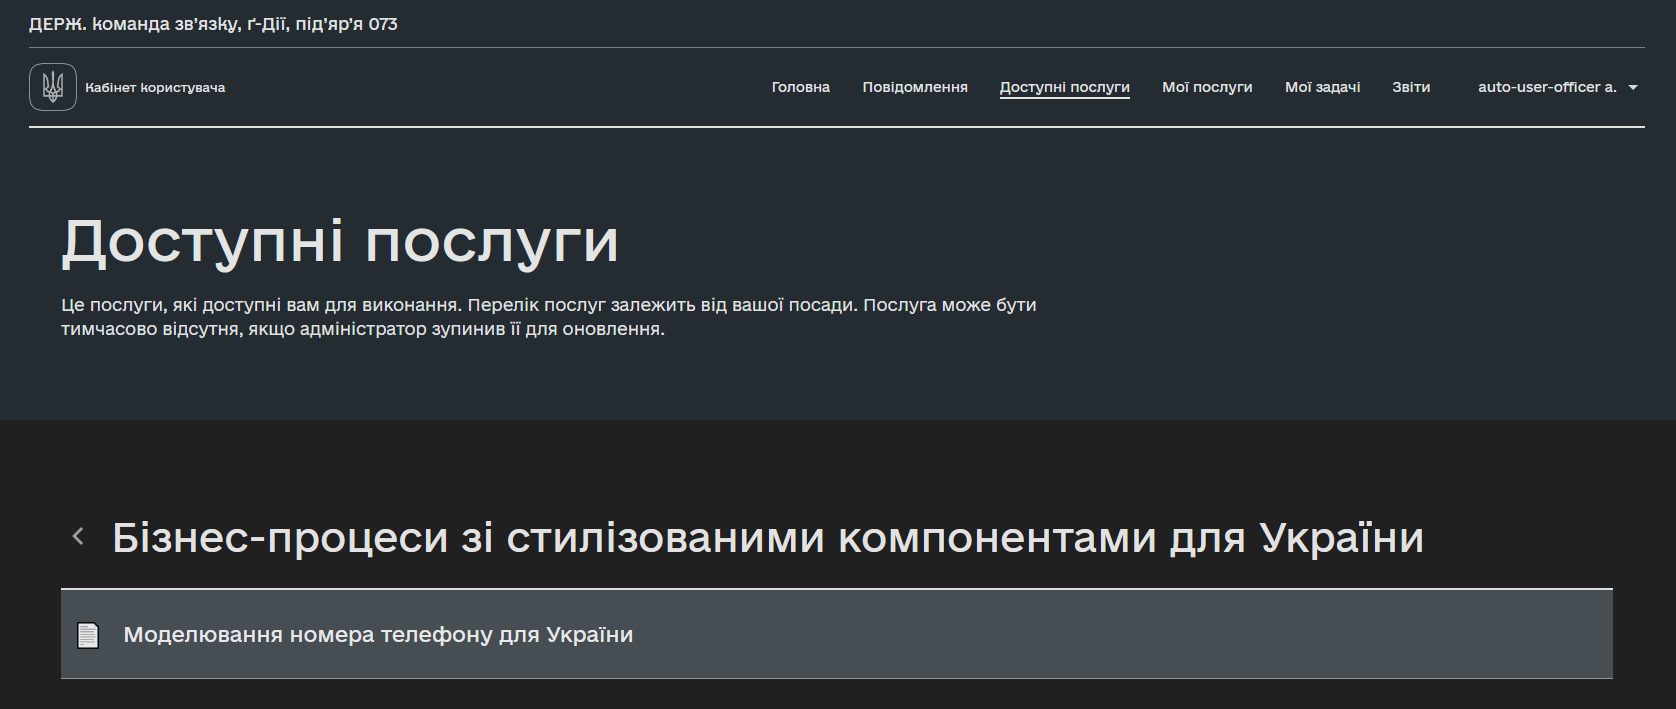 ДЕРЖ. команда зв'язку, ґ-Дії, під'яр'я 073
Кабінет користувача
Головна
Повідомлення
Доступні послуги
Мої послуги
Мої задачі
Звіти
auto-user-officer a.
Доступні послуги
Це послуги, які доступні вам для виконання. Перелік послуг залежить від вашої посади. Послуга може бути
тимчасово відсутня, якщо адміністратор зупинив її для оновлення.
Бізнес-процеси зі стилізованими компонентами для України
Моделювання номера телефону для України